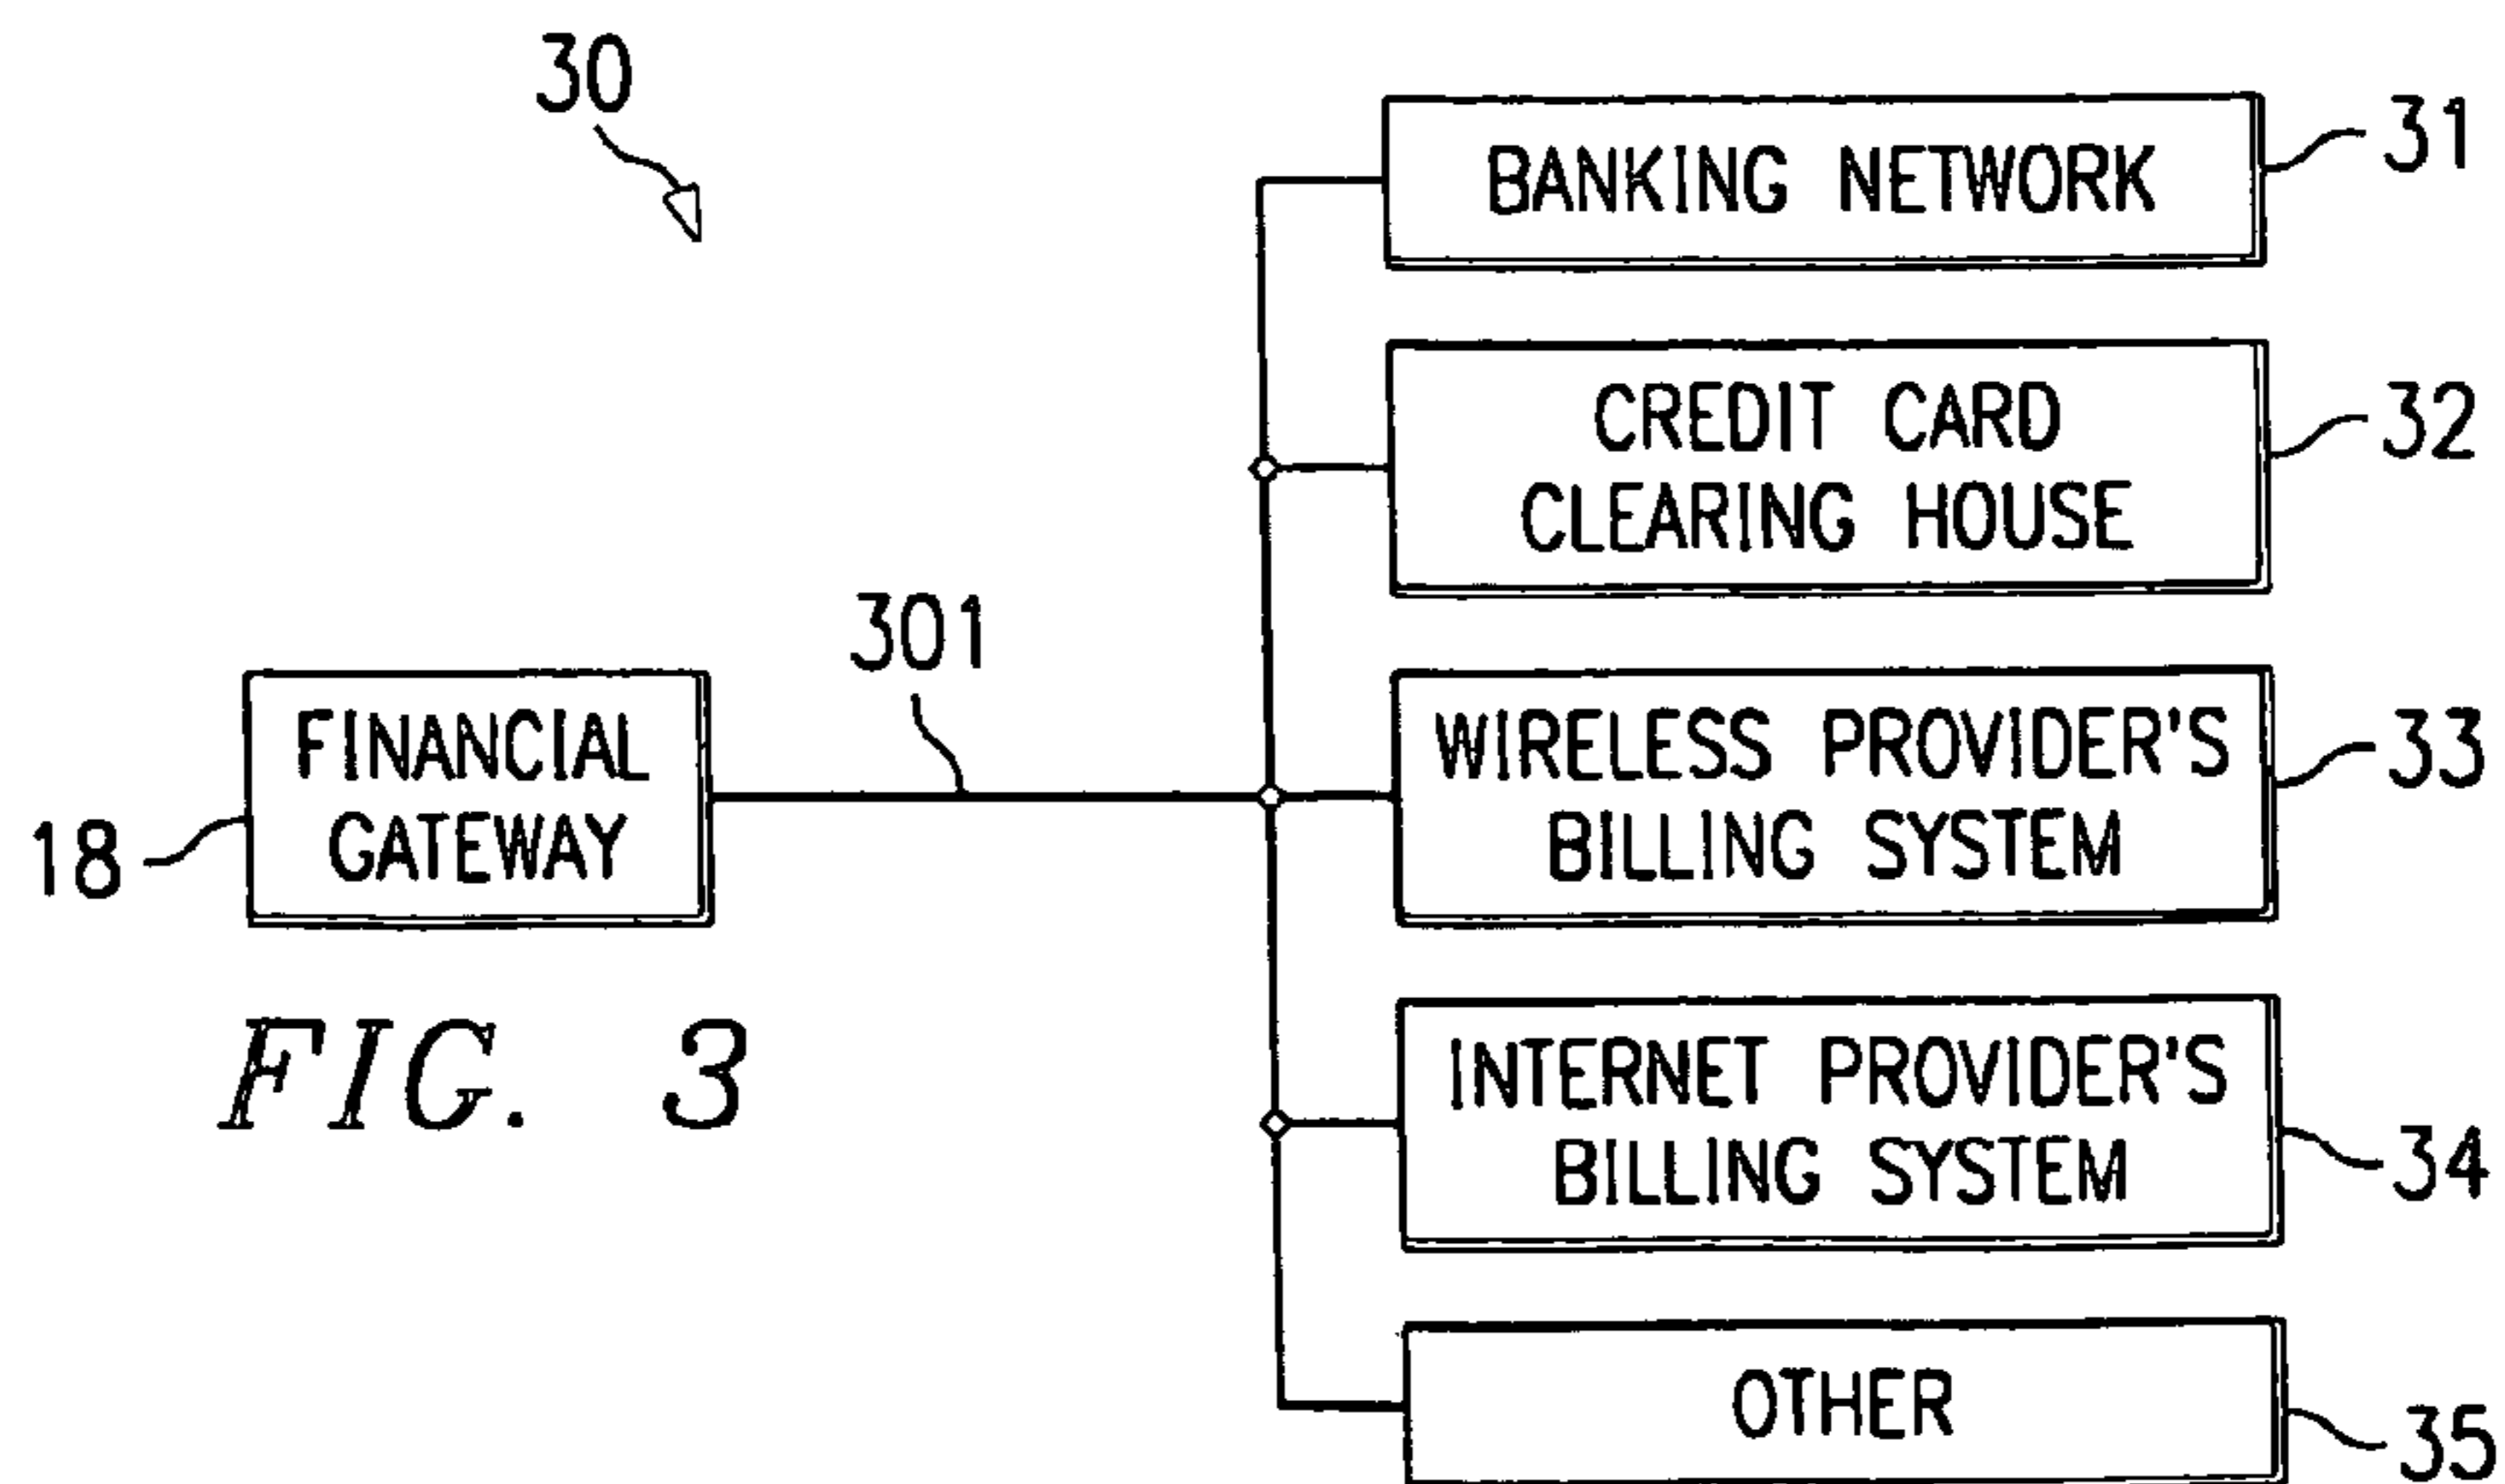 30
BANKING NETWORK
31
CREDIT CARD
CLEARING HOUSE
32
301
FINANCIAL
GATEWAY
18
WIRELESS PROVIDER'S
BILLING SYSTEM
33
FIG. 3
INTERNET PROVIDER'S
BILLING SYSTEM
34
OTHER
35